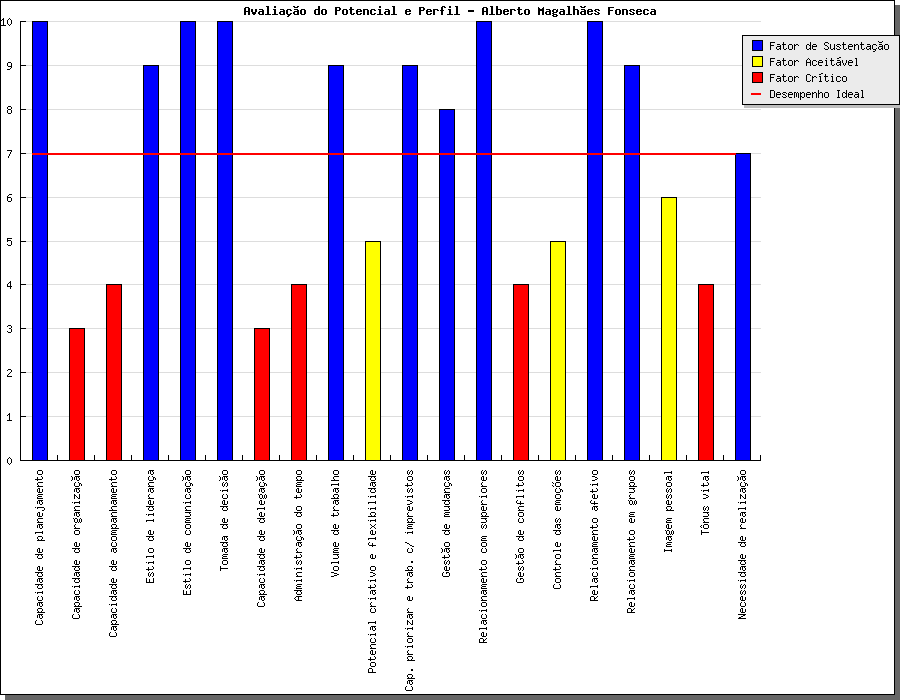 Avaliação do Potencial e Perfil - Alberto Magalhães Fonseca
Fator de Sustentação
Fator Aceitável
Fator Crítico
Desempenho Ideal
10
9
8
7
6
5
4
3
2
1
0
Capacidade de planejamento
Capacidade de organização
Capacidade de acompanhamento
Estilo de liderança
Estilo de comunicação
Tomada de decisão
Capacidade de delegação
Administração do tempo
Volume de trabalho
Potencial criativo e flexibilidade
Cap. priorizar e trab. c/ imprevistos
Gestão de mudanças
Relacionamento com superiores
Gestão de conflitos
Controle das emoções
Relacionamento afetivo
Relacionamento em grupos
Imagem pessoal
Tônus vital
Necessidade de realização